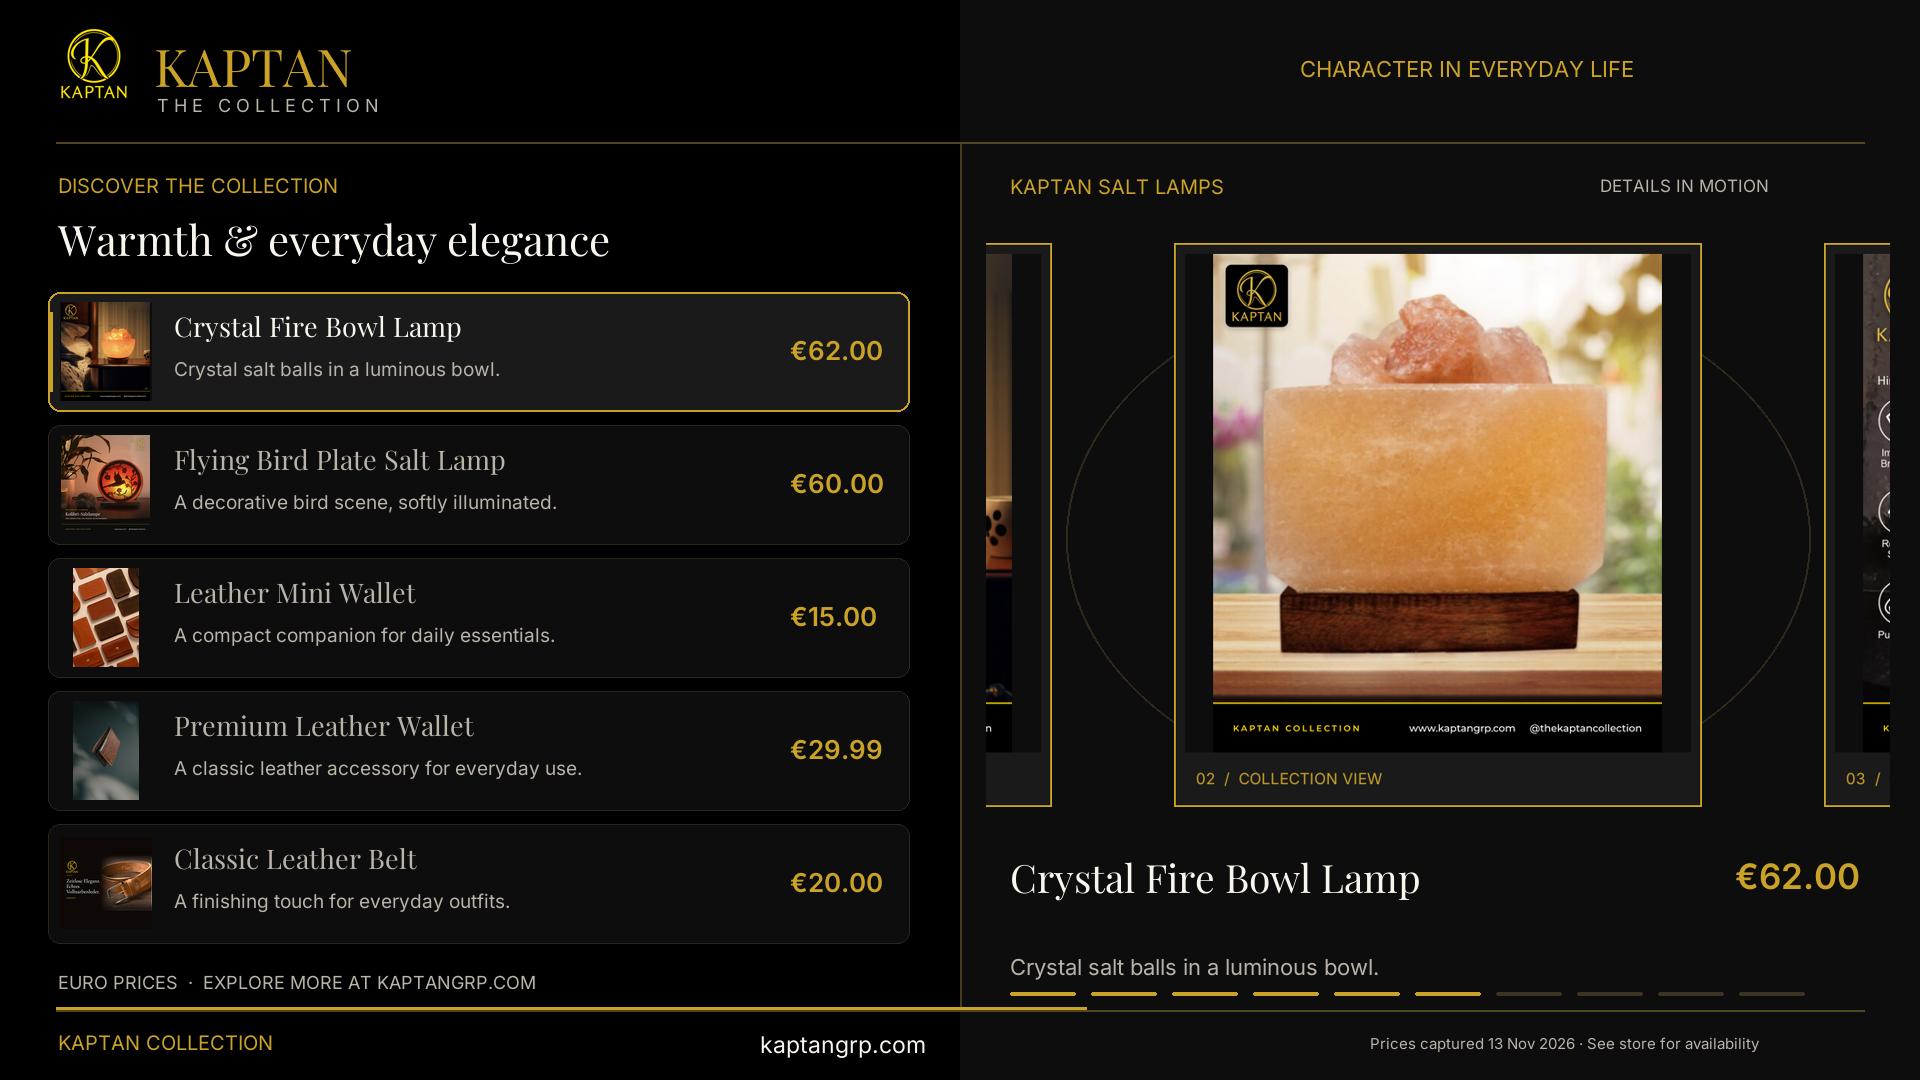 KAPTAN
KAPTAN
THE COLLECTION
CHARACTER IN EVERYDAY LIFE
DISCOVER THE COLLECTION
Warmth & everyday elegance
Crystal Fire Bowl Lamp
Crystal salt balls in a luminous bowl.
€62.00
Flying Bird Plate Salt Lamp
A decorative bird scene, softly illuminated.
€60.00
Leather Mini Wallet
A compact companion for daily essentials.
€15.00
Premium Leather Wallet
A classic leather accessory for everyday use.
€29.99
Zeitlose Eleganz
Echtes
Vollnarbenleder
Classic Leather Belt
A finishing touch for everyday outfits.
€20.00
EURO PRICES · EXPLORE MORE AT KAPTANGRP.COM
KAPTAN SALT LAMPS
DETAILS IN MOTION
KAPTAN
KAPTAN COLLECTION www.kaptangrp.com @thekaptancollection
02 / COLLECTION VIEW
03 /
Crystal Fire Bowl Lamp
€62.00
Crystal salt balls in a luminous bowl.
KAPTAN COLLECTION
kaptangrp.com
Prices captured 13 Nov 2026 · See store for availability